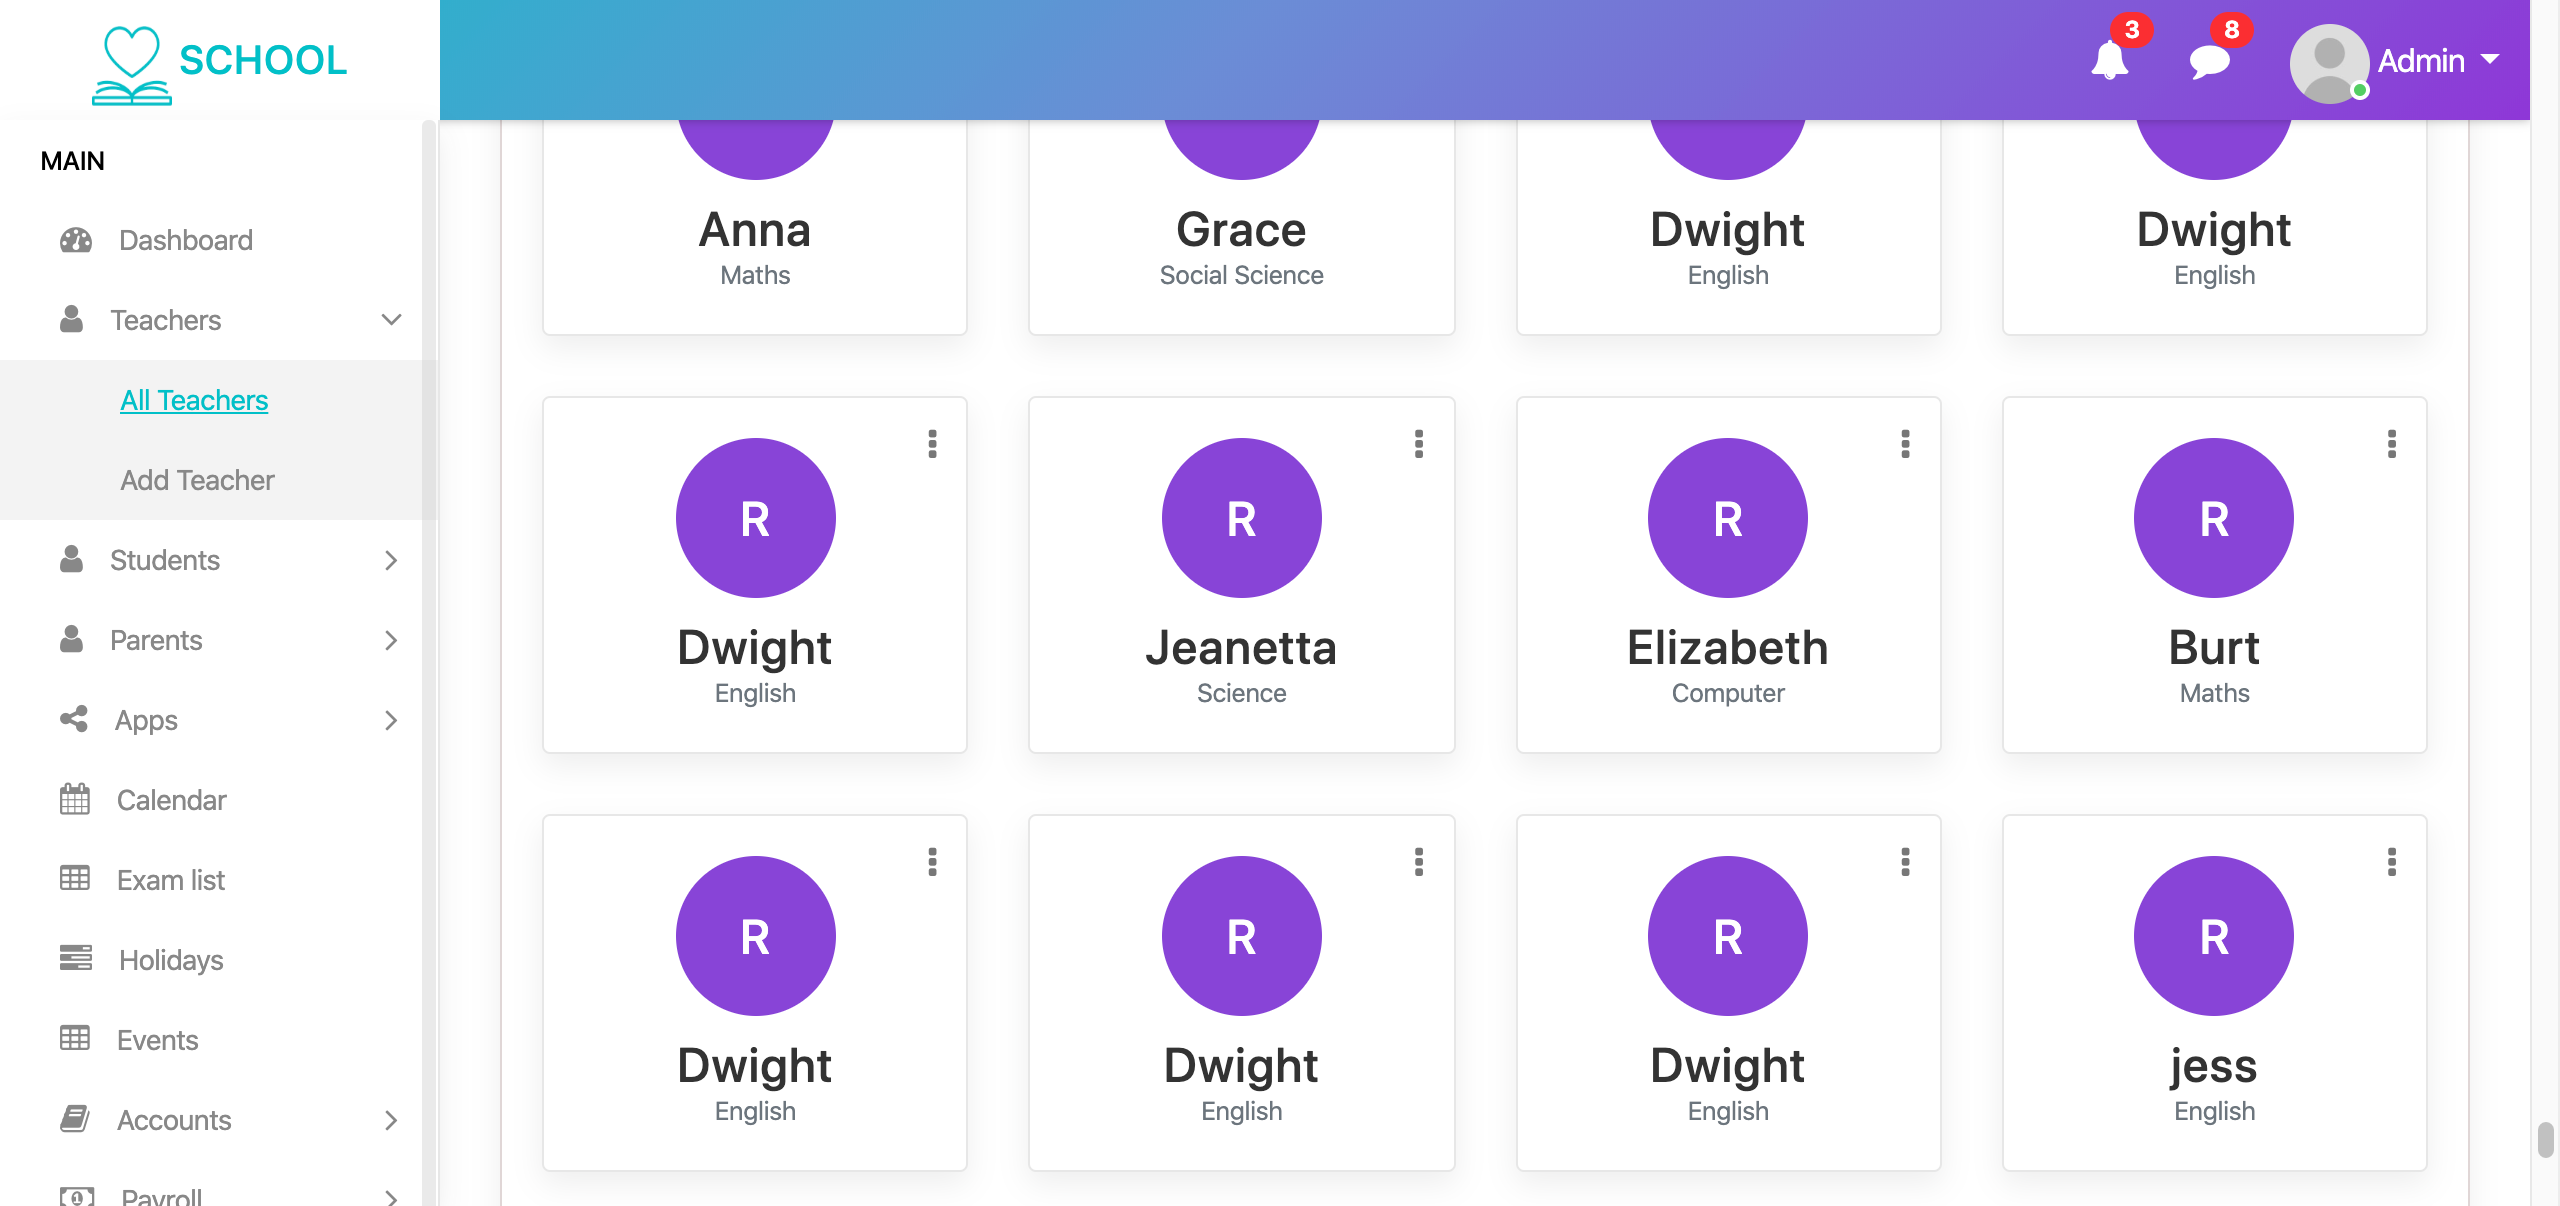 SCHOOL
3
8
Admin
MAIN
Dashboard
Teachers
All Teachers
Add Teacher
Students
Parents
Apps
Calendar
Exam list
Holidays
Events
Accounts
Payroll
Anna
Maths
Grace
Social Science
Dwight
English
Dwight
English
R
Dwight
English
R
Jeanetta
Science
R
Elizabeth
Computer
R
Burt
Maths
R
Dwight
English
R
Dwight
English
R
Dwight
English
R
jess
English